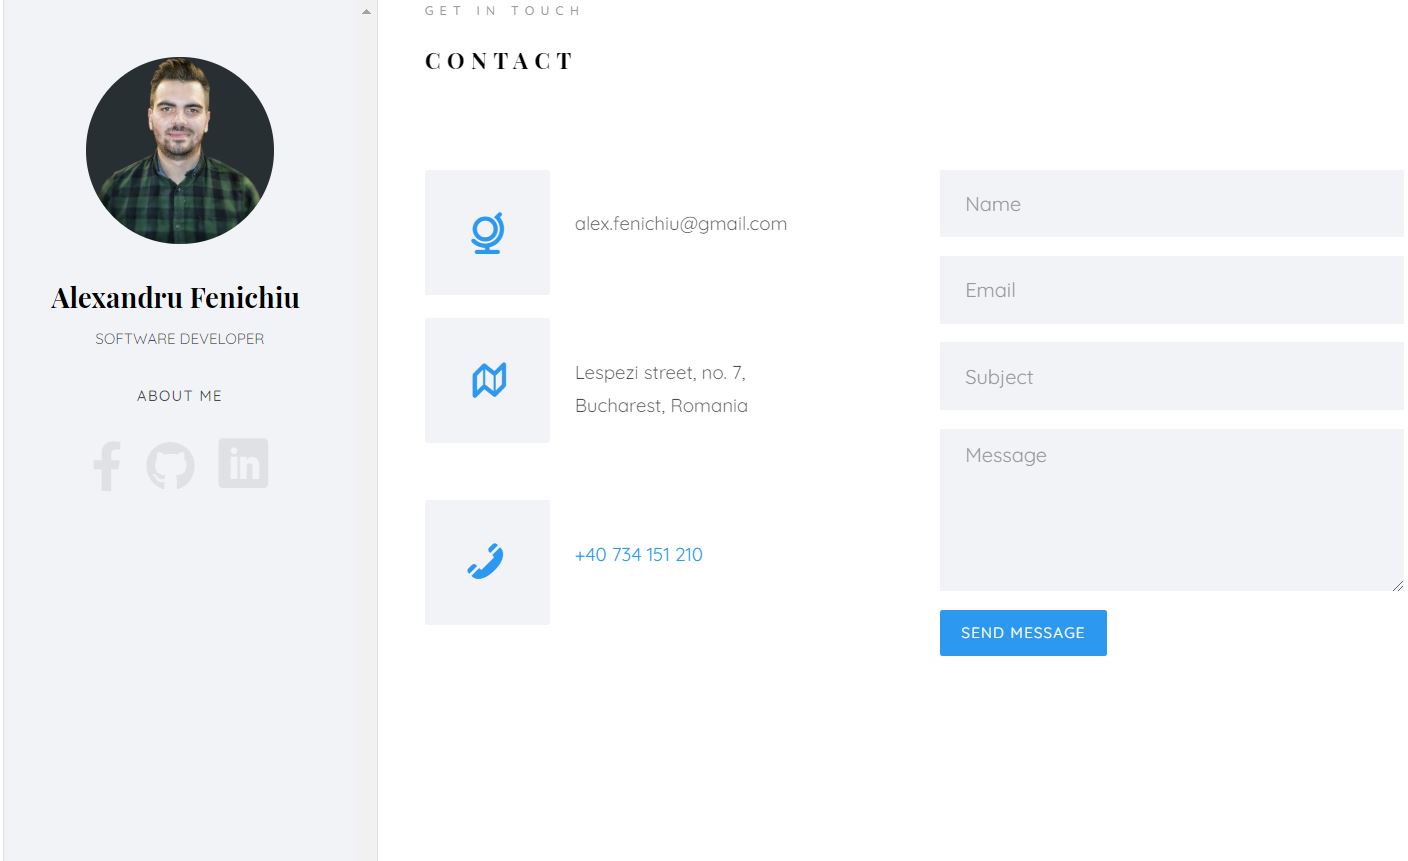 Alexandru Fenichiu
SOFTWARE DEVELOPER
ABOUT ME
in
GET IN TOUCH
CONTACT
alex.fenichiu@gmail.com
Lespezi street, no. 7,
Bucharest, Romania
+40 734 151 210
Name
Email
Subject
Message
SEND MESSAGE